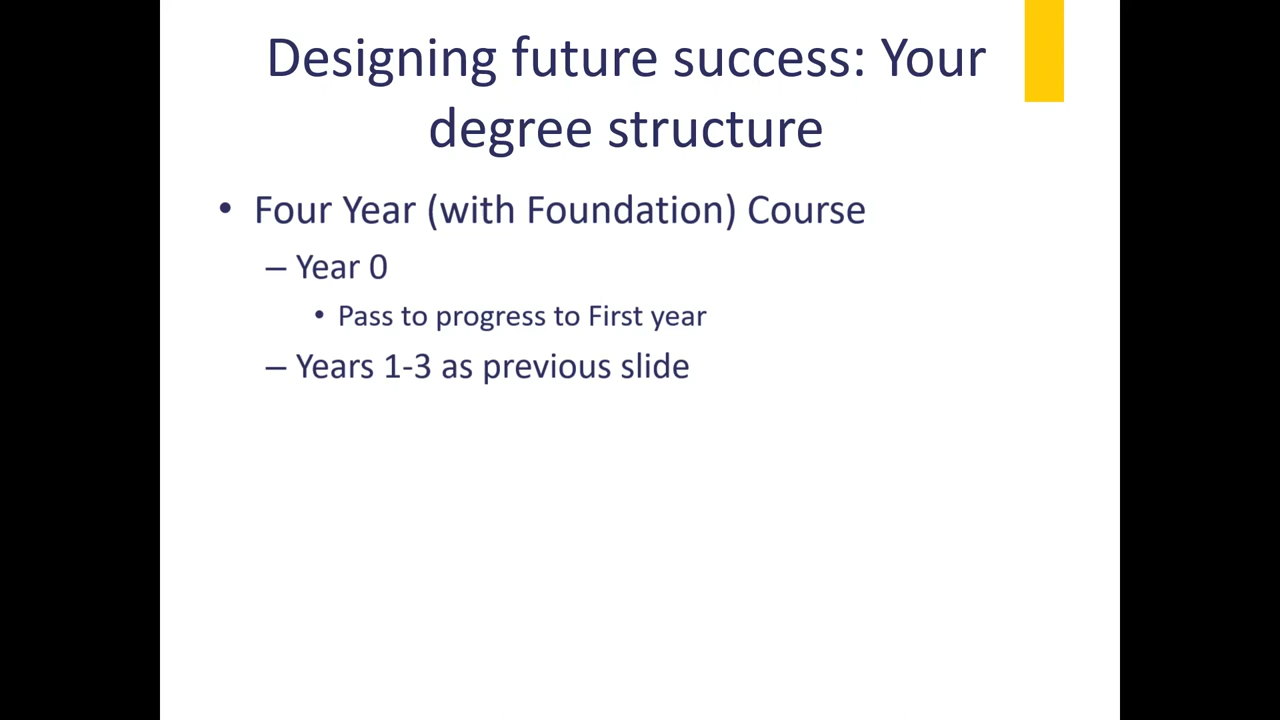 Designing future success: Your
degree structure
• Four Year (with Foundation) Course
– Year 0
• Pass to progress to First year
– Years 1-3 as previous slide